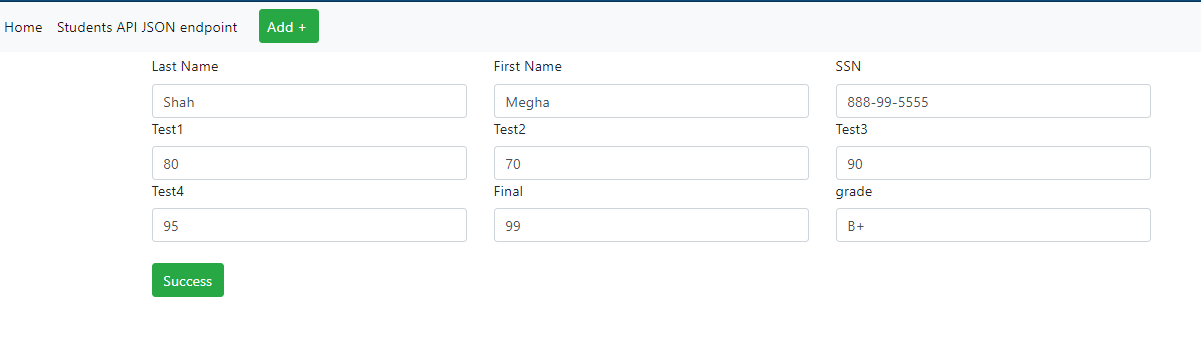 Home Students API JSON endpoint Add +
Last Name First Name SSN
Shah Megha 888-99-5555
Test1 Test2 Test3
80 70 90
Test4 Final grade
95 99 B+
Success